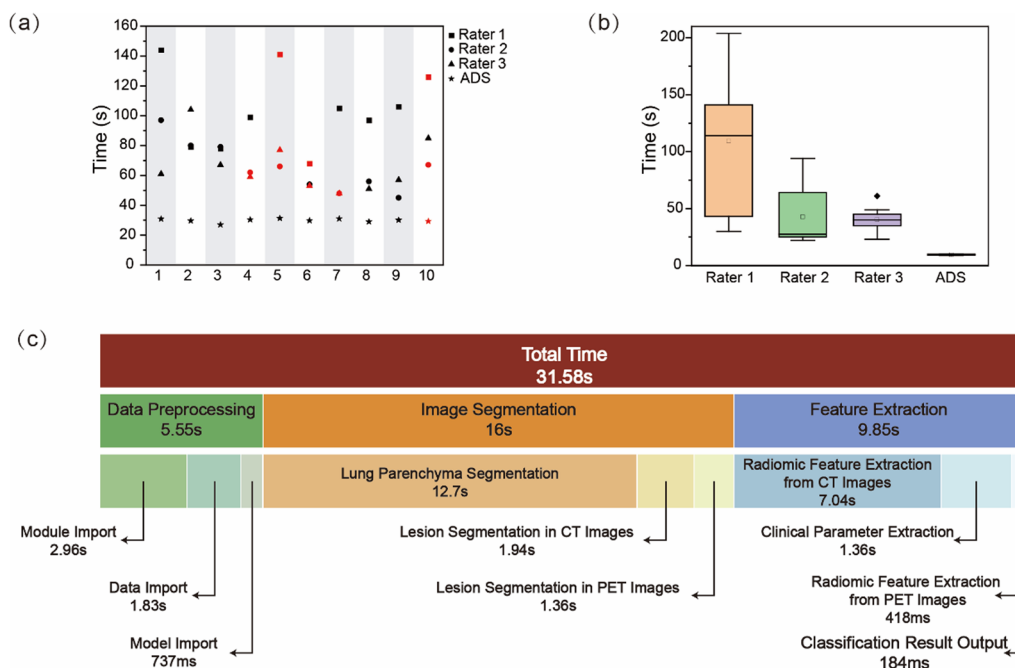 (a)
Time (s)
160
140
120
100
80
60
40
20
0
1 2 3 4 5 6 7 8 9 10
Rater 1
Rater 2
Rater 3
ADS
(b)
Time (s)
200
150
100
50
0
Rater 1 Rater 2 Rater 3 ADS
(c)
Total Time
31.58s
Data Preprocessing
5.55s
Image Segmentation
16s
Feature Extraction
9.85s
Lung Parenchyma Segmentation
12.7s
Radiomic Feature Extraction
from CT Images
7.04s
Module Import
2.96s
Data Import
1.83s
Model Import
737ms
Lesion Segmentation in CT Images
1.94s
Lesion Segmentation in PET Images
1.36s
Clinical Parameter Extraction
1.36s
Radiomic Feature Extraction
from PET Images
418ms
Classification Result Output
184ms